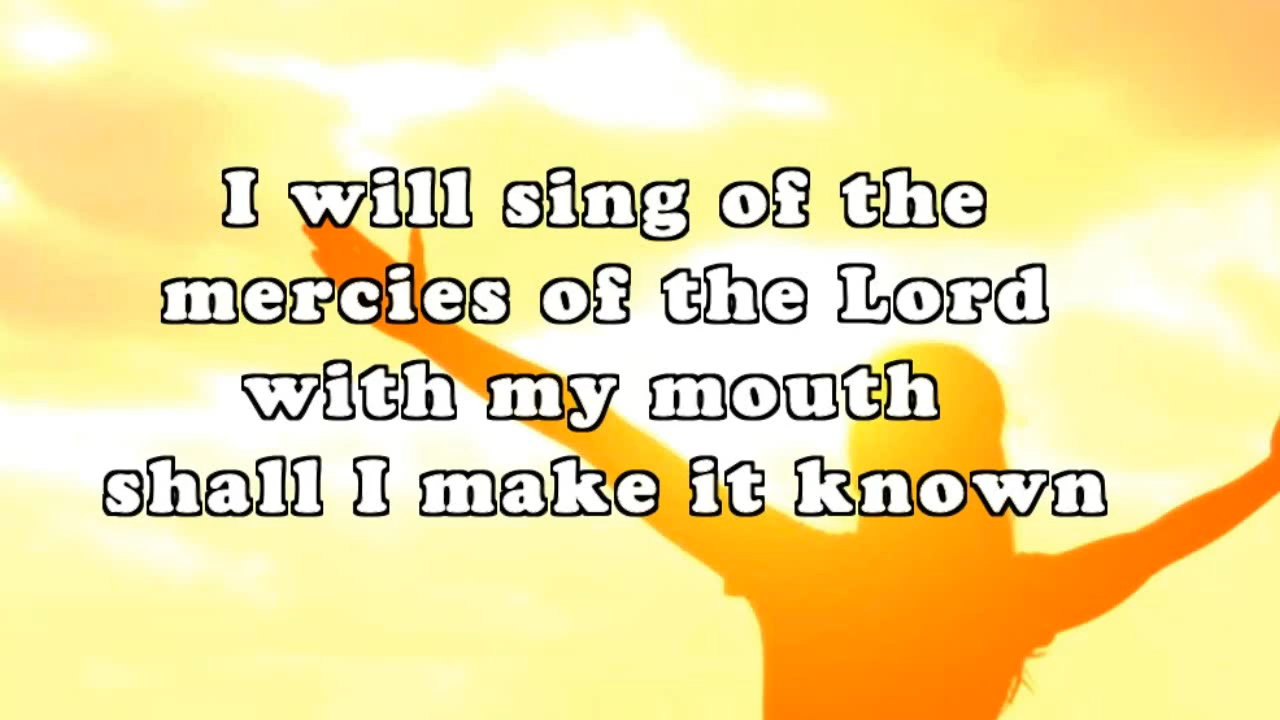 I will sing of the
mercies of the Lord
with my mouth
shall I make it known